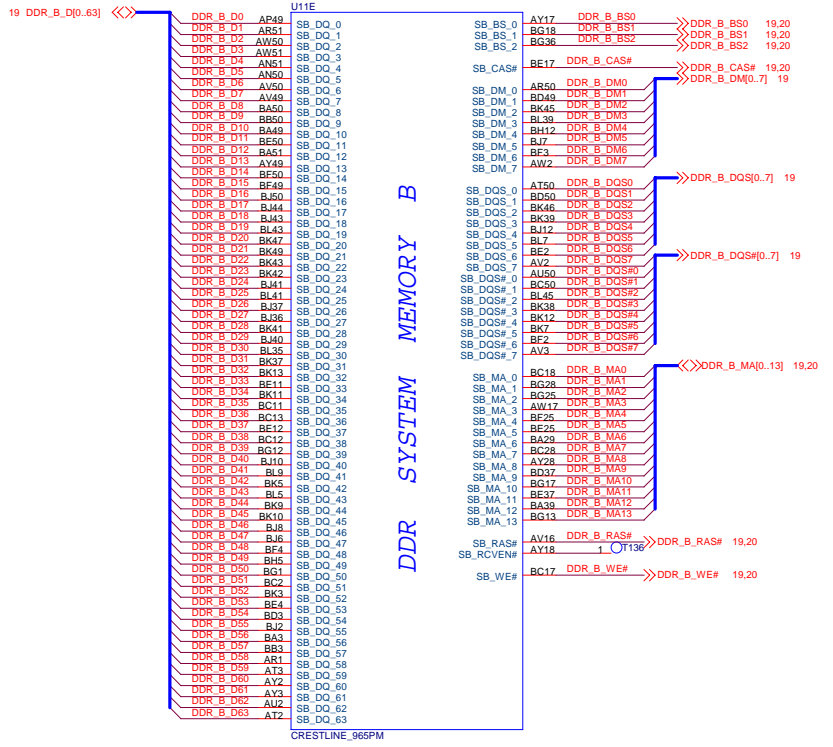 19 DDR_B_D[0..63]
U11E
DDR_B_D0 AP49 SB_DQ_0
DDR_B_D1 AR51 SB_DQ_1
DDR_B_D2 AW50 SB_DQ_2
DDR_B_D3 AW51 SB_DQ_3
DDR_B_D4 AN51 SB_DQ_4
DDR_B_D5 AN50 SB_DQ_5
DDR_B_D6 AV50 SB_DQ_6
DDR_B_D7 AV49 SB_DQ_7
DDR_B_D8 BA50 SB_DQ_8
DDR_B_D9 BB50 SB_DQ_9
DDR_B_D10 BA49 SB_DQ_10
DDR_B_D11 BE50 SB_DQ_11
DDR_B_D12 BA51 SB_DQ_12
DDR_B_D13 AY49 SB_DQ_13
DDR_B_D14 BF50 SB_DQ_14
DDR_B_D15 BF49 SB_DQ_15
DDR_B_D16 BJ50 SB_DQ_16
DDR_B_D17 BJ44 SB_DQ_17
DDR_B_D18 BJ43 SB_DQ_18
DDR_B_D19 BL43 SB_DQ_19
DDR_B_D20 BK47 SB_DQ_20
DDR_B_D21 BK49 SB_DQ_21
DDR_B_D22 BK43 SB_DQ_22
DDR_B_D23 BK42 SB_DQ_23
DDR_B_D24 BJ41 SB_DQ_24
DDR_B_D25 BL41 SB_DQ_25
DDR_B_D26 BJ37 SB_DQ_26
DDR_B_D27 BJ36 SB_DQ_27
DDR_B_D28 BK41 SB_DQ_28
DDR_B_D29 BJ40 SB_DQ_29
DDR_B_D30 BL35 SB_DQ_30
DDR_B_D31 BK37 SB_DQ_31
DDR_B_D32 BK13 SB_DQ_32
DDR_B_D33 BE11 SB_DQ_33
DDR_B_D34 BK11 SB_DQ_34
DDR_B_D35 BC11 SB_DQ_35
DDR_B_D36 BC13 SB_DQ_36
DDR_B_D37 BE12 SB_DQ_37
DDR_B_D38 BC12 SB_DQ_38
DDR_B_D39 BG12 SB_DQ_39
DDR_B_D40 BJ10 SB_DQ_40
DDR_B_D41 BL9 SB_DQ_41
DDR_B_D42 BK5 SB_DQ_42
DDR_B_D43 BL5 SB_DQ_43
DDR_B_D44 BK9 SB_DQ_44
DDR_B_D45 BK10 SB_DQ_45
DDR_B_D46 BJ8 SB_DQ_46
DDR_B_D47 BJ6 SB_DQ_47
DDR_B_D48 BF4 SB_DQ_48
DDR_B_D49 BH5 SB_DQ_49
DDR_B_D50 BG1 SB_DQ_50
DDR_B_D51 BC2 SB_DQ_51
DDR_B_D52 BK3 SB_DQ_52
DDR_B_D53 BE4 SB_DQ_53
DDR_B_D54 BD3 SB_DQ_54
DDR_B_D55 BJ2 SB_DQ_55
DDR_B_D56 BA3 SB_DQ_56
DDR_B_D57 BB3 SB_DQ_57
DDR_B_D58 AR1 SB_DQ_58
DDR_B_D59 AT3 SB_DQ_59
DDR_B_D60 AY2 SB_DQ_60
DDR_B_D61 AY3 SB_DQ_61
DDR_B_D62 AU2 SB_DQ_62
DDR_B_D63 AT2 SB_DQ_63
DDR SYSTEM MEMORY B
SB_BS_0 AY17 DDR_B_BS0 DDR_B_BS0 19,20
SB_BS_1 BG18 DDR_B_BS1 DDR_B_BS1 19,20
SB_BS_2 BG36 DDR_B_BS2 DDR_B_BS2 19,20
SB_CAS# BE17 DDR_B_CAS# DDR_B_CAS# 19,20
DDR_B_DM[0..7] 19
SB_DM_0 AR50 DDR_B_DM0
SB_DM_1 BD49 DDR_B_DM1
SB_DM_2 BK45 DDR_B_DM2
SB_DM_3 BL39 DDR_B_DM3
SB_DM_4 BH12 DDR_B_DM4
SB_DM_5 BJ7 DDR_B_DM5
SB_DM_6 BF3 DDR_B_DM6
SB_DM_7 AW2 DDR_B_DM7
DDR_B_DQS[0..7] 19
SB_DQS_0 AT50 DDR_B_DQS0
SB_DQS_1 BD50 DDR_B_DQS1
SB_DQS_2 BK46 DDR_B_DQS2
SB_DQS_3 BK39 DDR_B_DQS3
SB_DQS_4 BJ12 DDR_B_DQS4
SB_DQS_5 BL7 DDR_B_DQS5
SB_DQS_6 BE2 DDR_B_DQS6
SB_DQS_7 AV2 DDR_B_DQS7
DDR_B_DQS#[0..7] 19
SB_DQS#_0 AU50 DDR_B_DQS#0
SB_DQS#_1 BC50 DDR_B_DQS#1
SB_DQS#_2 BL45 DDR_B_DQS#2
SB_DQS#_3 BK38 DDR_B_DQS#3
SB_DQS#_4 BK12 DDR_B_DQS#4
SB_DQS#_5 BK7 DDR_B_DQS#5
SB_DQS#_6 BF2 DDR_B_DQS#6
SB_DQS#_7 AV3 DDR_B_DQS#7
DDR_B_MA[0..13] 19,20
SB_MA_0 BC18 DDR_B_MA0
SB_MA_1 BG28 DDR_B_MA1
SB_MA_2 BG25 DDR_B_MA2
SB_MA_3 AW17 DDR_B_MA3
SB_MA_4 BF25 DDR_B_MA4
SB_MA_5 BE25 DDR_B_MA5
SB_MA_6 BA29 DDR_B_MA6
SB_MA_7 BC28 DDR_B_MA7
SB_MA_8 AY28 DDR_B_MA8
SB_MA_9 BD37 DDR_B_MA9
SB_MA_10 BG17 DDR_B_MA10
SB_MA_11 BE37 DDR_B_MA11
SB_MA_12 BA39 DDR_B_MA12
SB_MA_13 BG13 DDR_B_MA13
SB_RAS# AV16 DDR_B_RAS# DDR_B_RAS# 19,20
SB_RCVEN# AY18 1 T136
SB_WE# BC17 DDR_B_WE# DDR_B_WE# 19,20
CRESTLINE_965PM